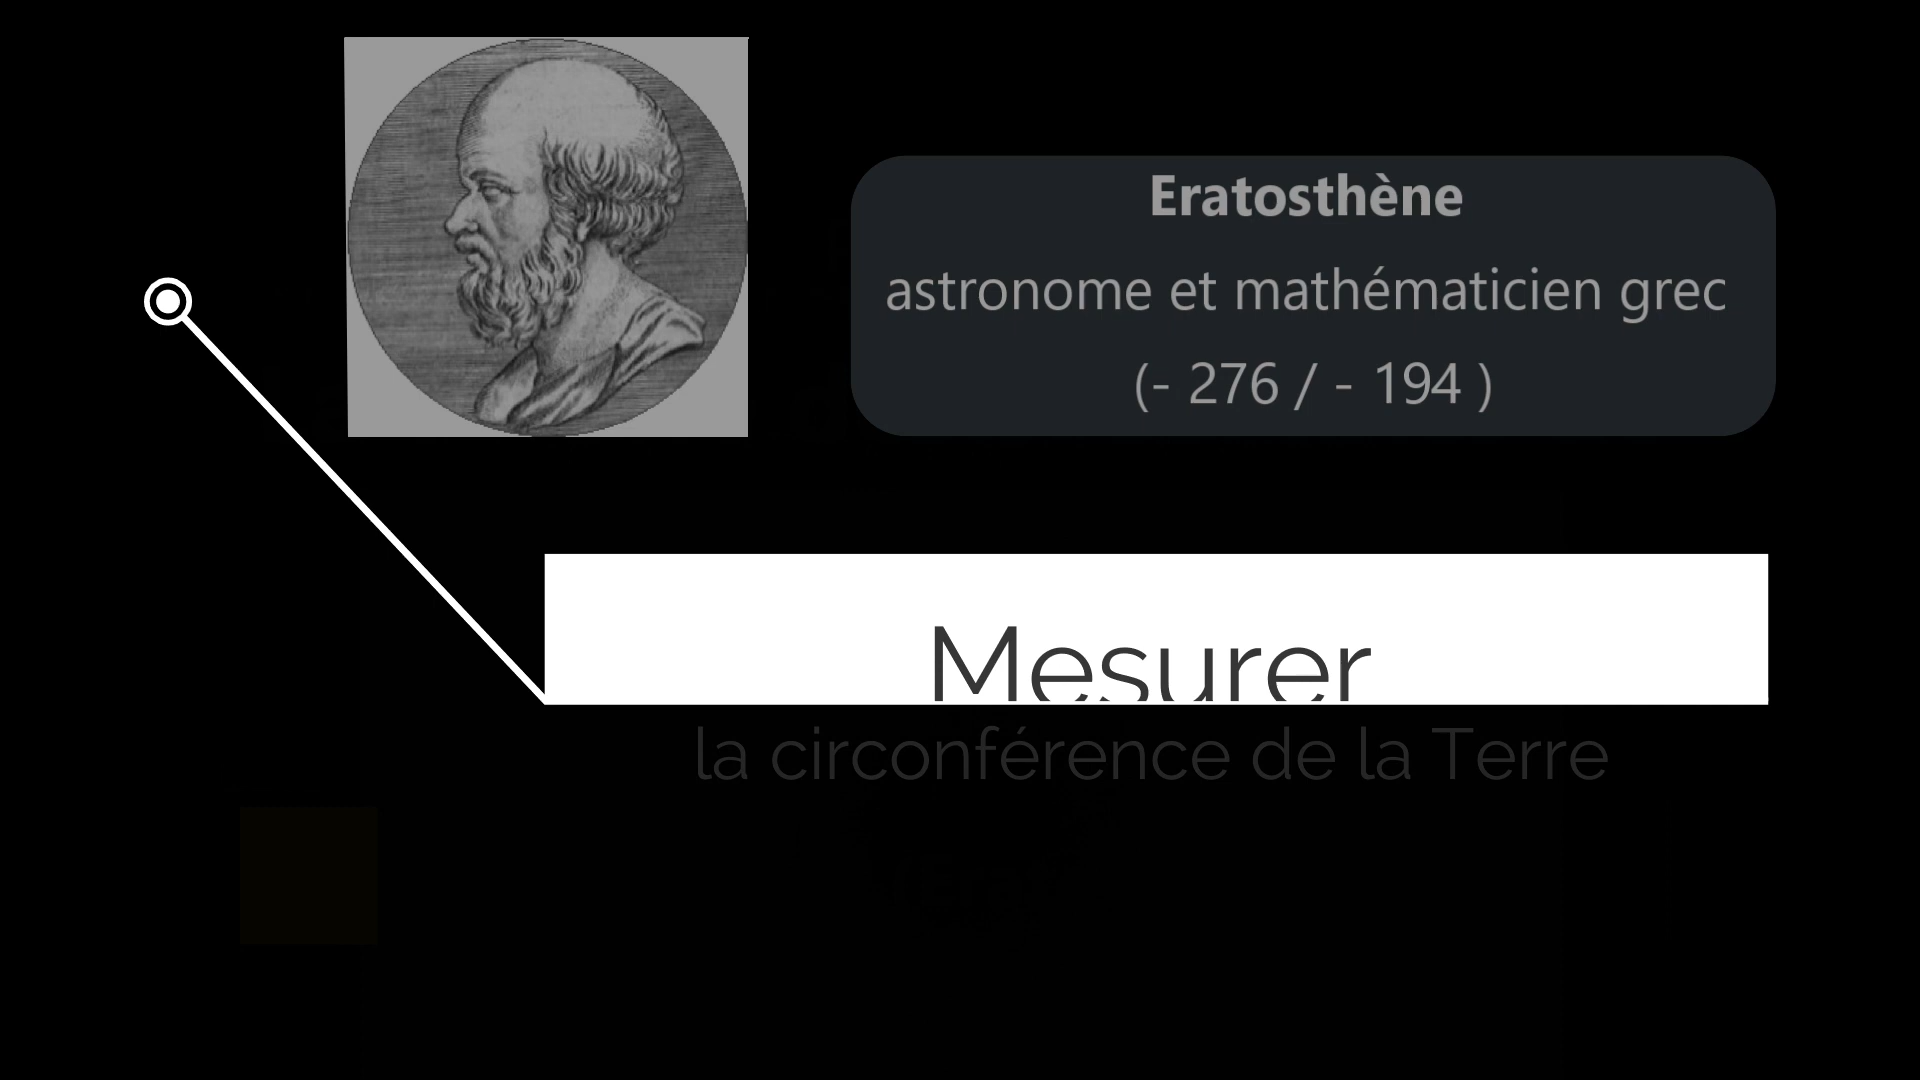 Eratosthène
astronome et mathématicien grec
(- 276 / - 194 )
Mesurer
la circonférence de la Terre